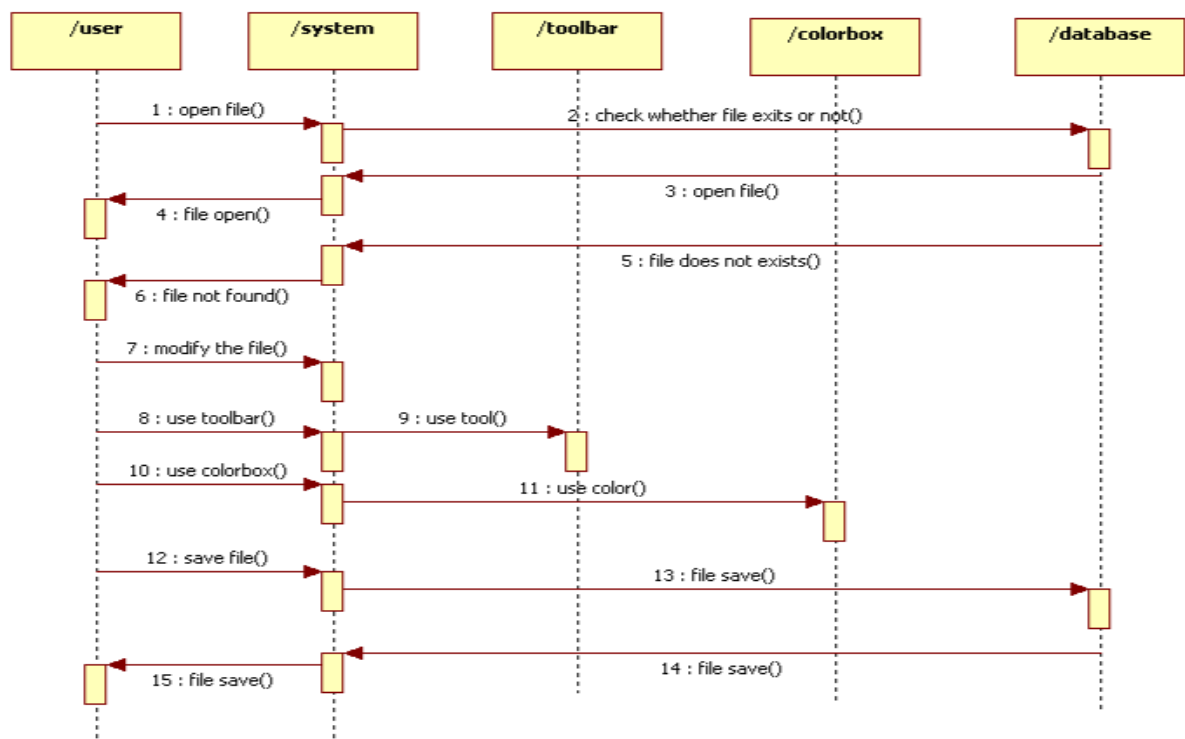 /user
/system
/toolbar
/colorbox
/database
1 : open file()
2 : check whether file exits or not()
3 : open file()
4 : file open()
5 : file does not exists()
6 : file not found()
7 : modify the file()
8 : use toolbar()
9 : use tool()
10 : use colorbox()
11 : use color()
12 : save file()
13 : file save()
14 : file save()
15 : file save()